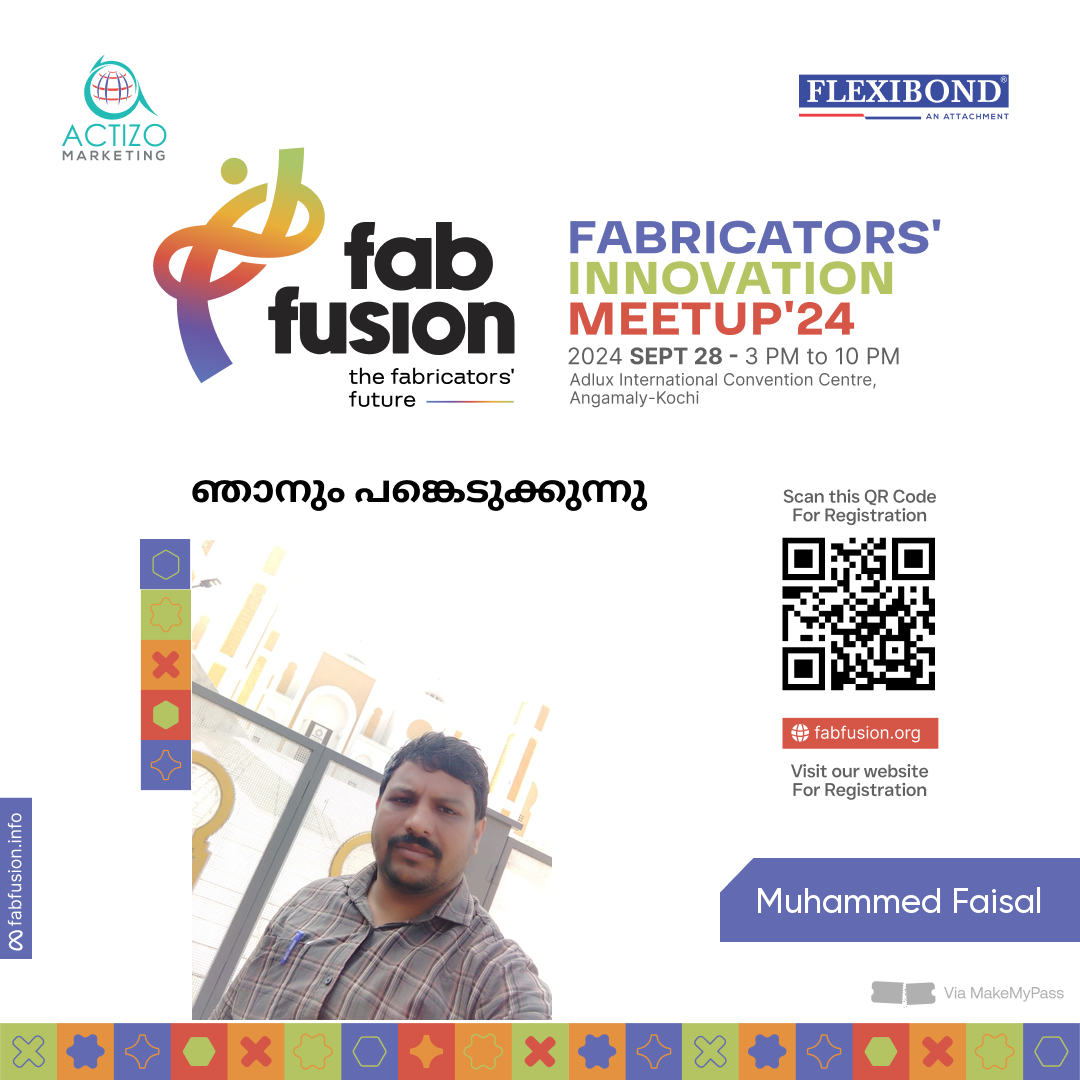 ACTIZO
MARKETING
FLEXIBOND®
AN ATTACHMENT
fab
fusion
the fabricators'
future
FABRICATORS'
INNOVATION
MEETUP'24
2024 SEPT 28 - 3 PM to 10 PM
Adlux International Convention Centre,
Angamaly-Kochi
ഞാനും പങ്കെടുക്കുന്നു
Scan this QR Code
For Registration
fabfusion.org
Visit our website
For Registration
fabfusion.info
Muhammed Faisal
Via MakeMyPass